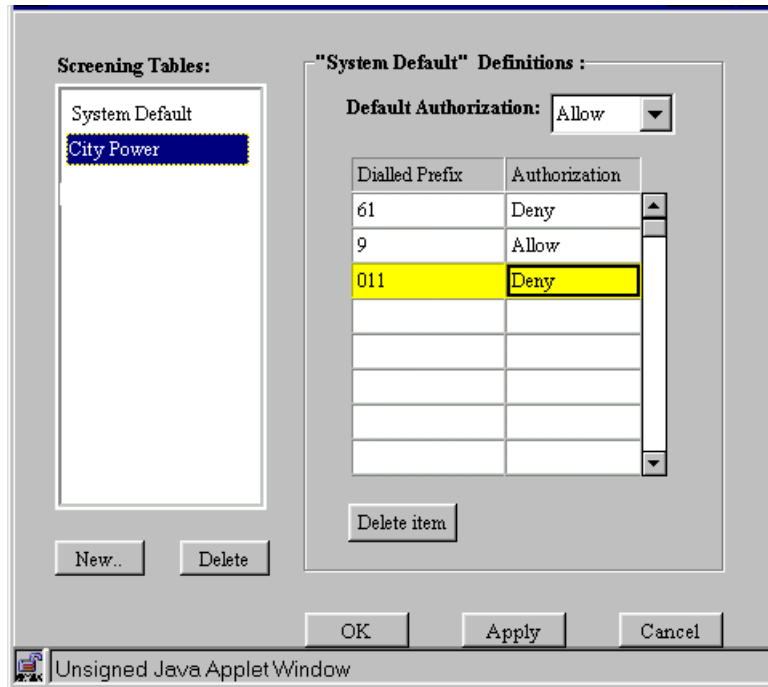 Screening Tables:
System Default
City Power
New..
Delete
"System Default" Definitions :
Default Authorization:
Allow
Dialled Prefix Authorization
61 Deny
9 Allow
011 Deny
Delete item
OK Apply Cancel
Unsigned Java Applet Window